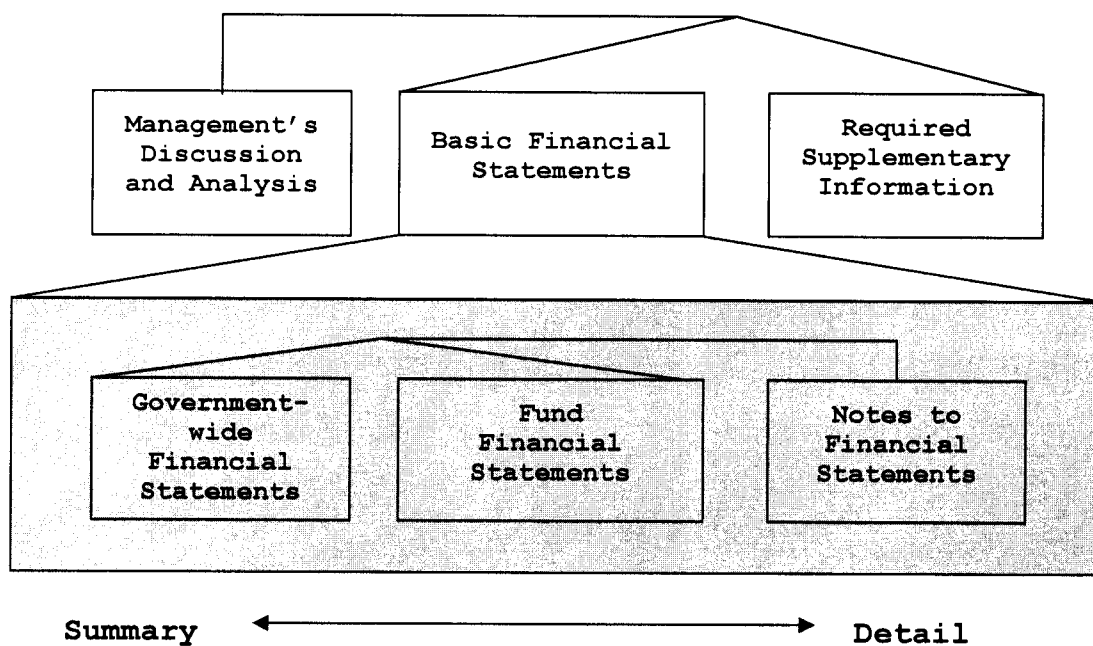 Management's
Discussion
and Analysis
Basic Financial
Statements
Required
Supplementary
Information
Government-
wide
Financial
Statements
Fund
Financial
Statements
Notes to
Financial
Statements
Summary
Detail